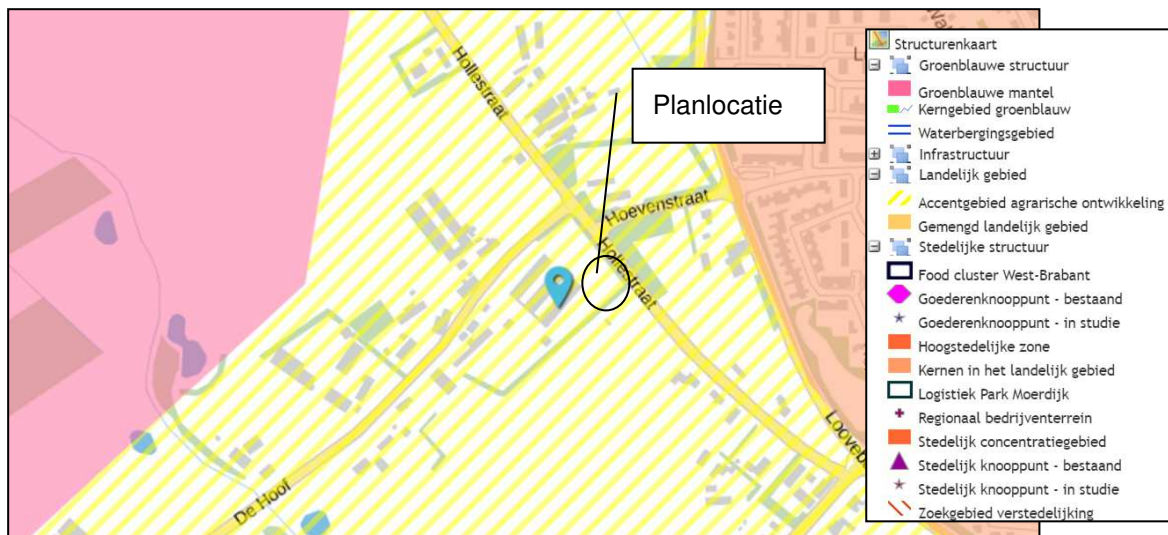 Hollestraat
Planlocatie
Hoevenstraat
Hollestraat
De Hoof
Structurenkaart
Groenblauwe structuur
Groenblauwe mantel
Kerngebied groenblauw
Waterbergingsgebied
Infrastructuur
Landelijk gebied
Accentgebied agrarische ontwikkeling
Gemengd landelijk gebied
Stedelijke structuur
Food cluster West-Brabant
Goederenknooppunt - bestaand
Goederenknooppunt - in studie
Hoogstedelijke zone
Kernen in het landelijk gebied
Logistiek Park Moerdijk
Regionaal bedrijventerrein
Stedelijk concentratiegebied
Stedelijk knooppunt - bestaand
Stedelijk knooppunt - in studie
Zoekgebied verstedelijking